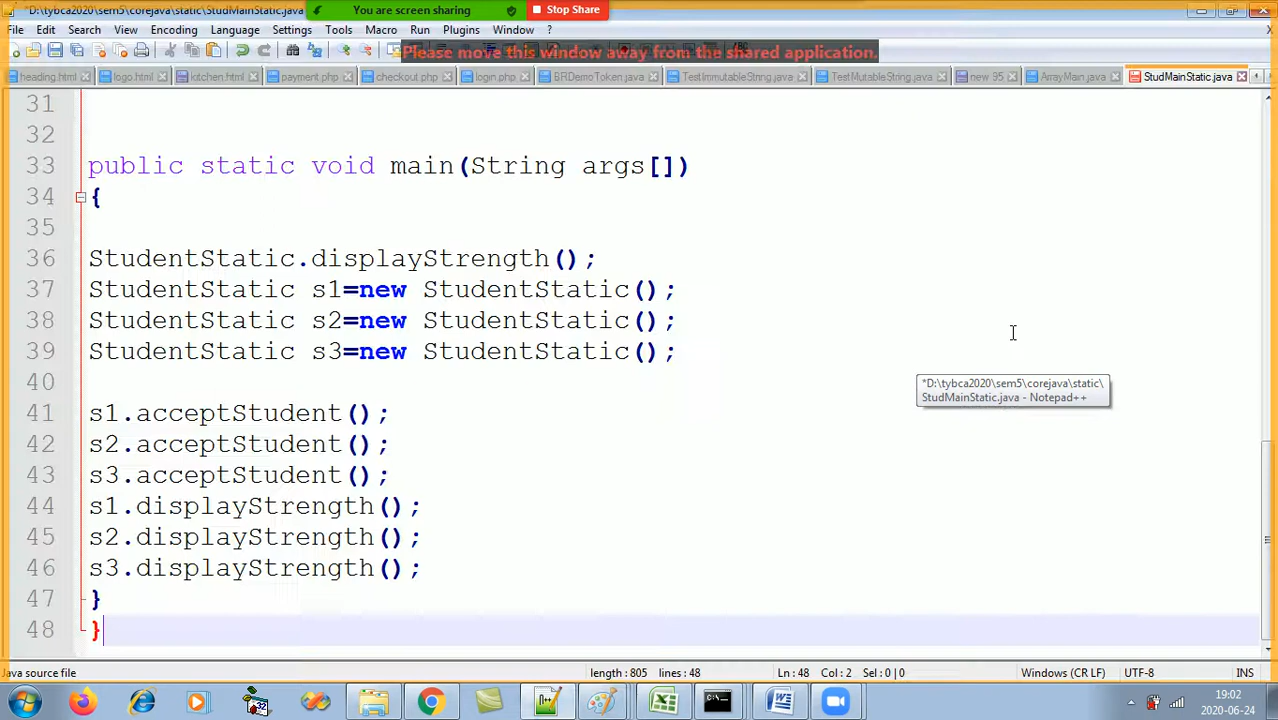 *D:\tybca2020\sem5\corejava\static\StudMainStatic.java
You are screen sharing
Stop Share
File Edit Search View Encoding Language Settings Tools Macro Run Plugins Window ? X
Please move this window away from the shared application.
heading.html logo.html kitchen.html payment.php checkout.php login.php BRDemoToken.java TestImmutableString.java TestMutableString.java new 95 ArrayMain.java StudMainStatic.java
31
32
33 public static void main(String args[])
34 {
35
36 StudentStatic.displayStrength();
37 StudentStatic s1=new StudentStatic();
38 StudentStatic s2=new StudentStatic();
39 StudentStatic s3=new StudentStatic();
40
*D:\tybca2020\sem5\corejava\static\
StudMainStatic.java - Notepad++
41 s1.acceptStudent();
42 s2.acceptStudent();
43 s3.acceptStudent();
44 s1.displayStrength();
45 s2.displayStrength();
46 s3.displayStrength();
47 }
48 }
Java source file length : 805 lines : 48 Ln : 48 Col : 2 Sel : 0 | 0 Windows (CR LF) UTF-8 INS
19:02
2020-06-24